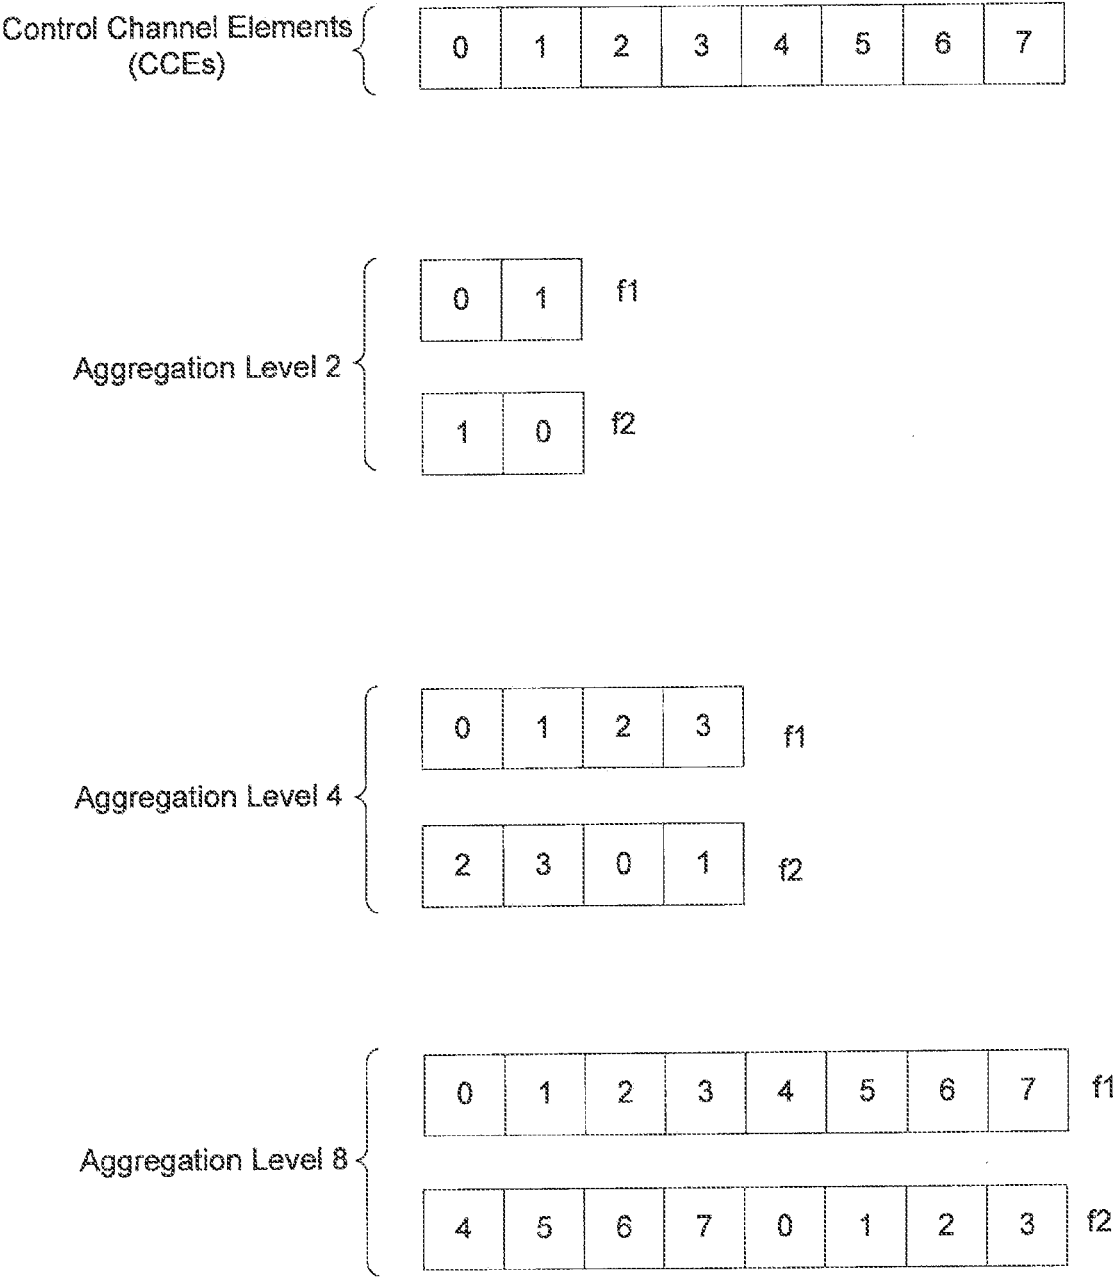 Control Channel Elements
(CCEs)
0 1 2 3 4 5 6 7
Aggregation Level 2
0 1 f1
1 0 f2
Aggregation Level 4
0 1 2 3 f1
2 3 0 1 f2
Aggregation Level 8
0 1 2 3 4 5 6 7 f1
4 5 6 7 0 1 2 3 f2